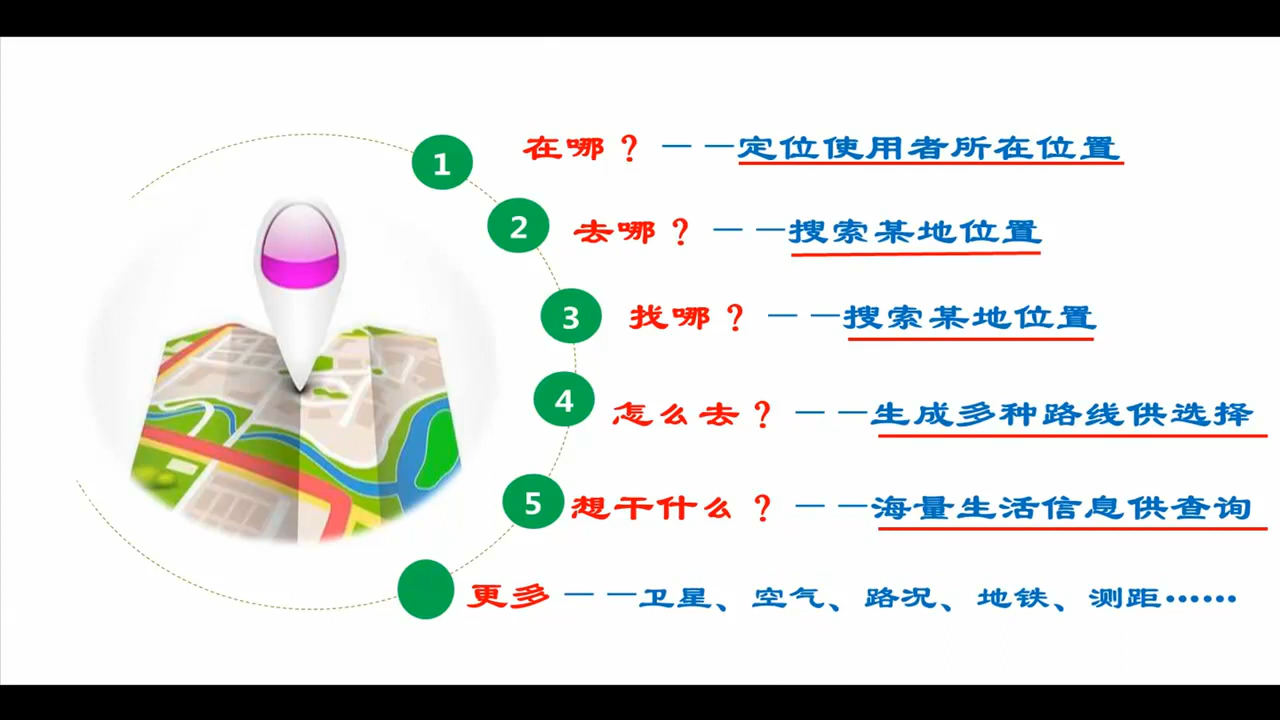 1 在哪？——定位使用者所在位置
2 去哪？——搜索某地位置
3 找哪？——搜索某地位置
4 怎么去？——生成多种路线供选择
5 想干什么？——海量生活信息供查询
更多——卫星、空气、路况、地铁、测距……